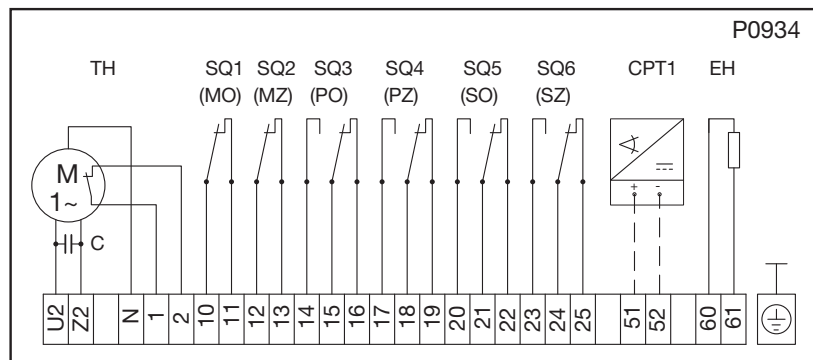 P0934
TH SQ1 SQ2 SQ3 SQ4 SQ5 SQ6 CPT1 EH
(MO) (MZ) (PO) (PZ) (SO) (SZ)
M
1~
C
+ -
U2 Z2 N 1 2 10 11 12 13 14 15 16 17 18 19 20 21 22 23 24 25 51 52 60 61